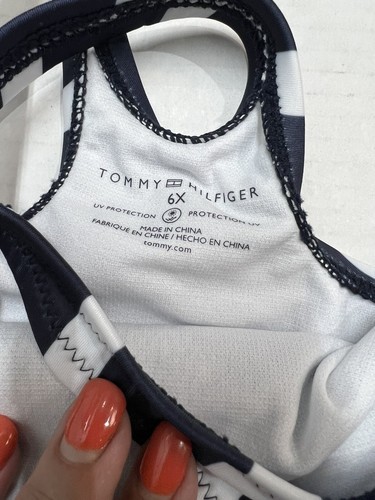 TOMMY HILFIGER
6X
UV PROTECTION PROTECTION UV
MADE IN CHINA
FABRIQUE EN CHINE / HECHO EN CHINA
tommy.com